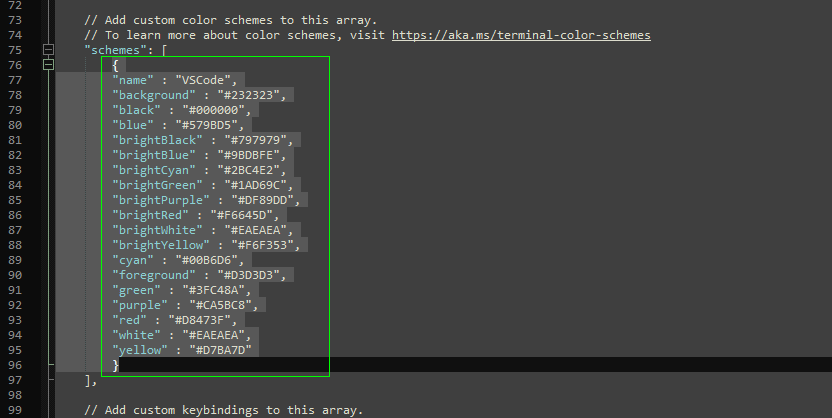 72
73 // Add custom color schemes to this array.
74 // To learn more about color schemes, visit https://aka.ms/terminal-color-schemes
75 "schemes": [
76 {
77 "name" : "VSCode",
78 "background" : "#232323",
79 "black" : "#000000",
80 "blue" : "#579BD5",
81 "brightBlack" : "#797979",
82 "brightBlue" : "#9BDBFE",
83 "brightCyan" : "#2BC4E2",
84 "brightGreen" : "#1AD69C",
85 "brightPurple" : "#DF89DD",
86 "brightRed" : "#F6645D",
87 "brightWhite" : "#EAEAEA",
88 "brightYellow" : "#F6F353",
89 "cyan" : "#00B6D6",
90 "foreground" : "#D3D3D3",
91 "green" : "#3FC48A",
92 "purple" : "#CA5BC8",
93 "red" : "#D8473F",
94 "white" : "#EAEAEA",
95 "yellow" : "#D7BA7D"
96 }
97 ],
98
99 // Add custom keybindings to this array.